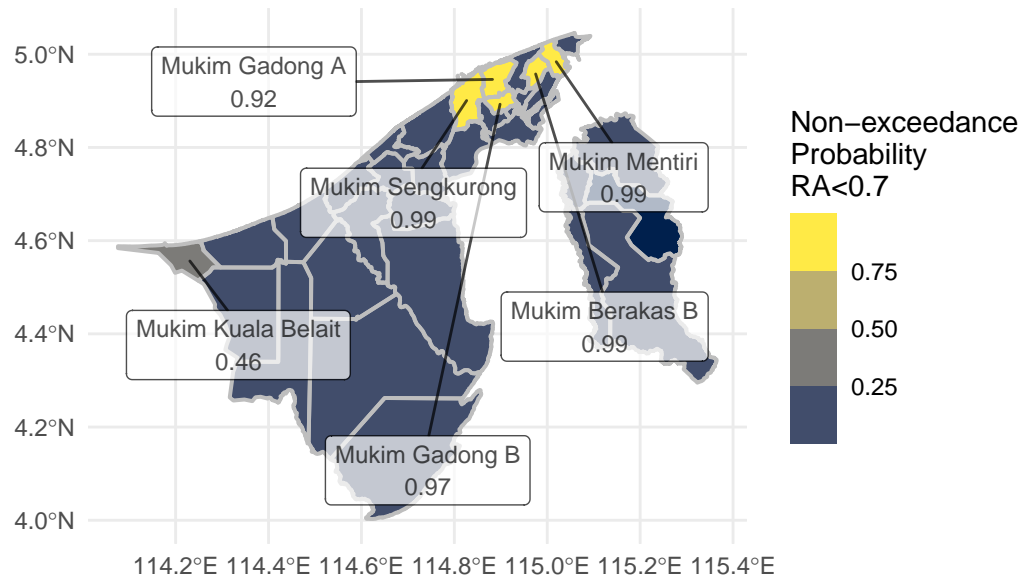 5.0°N
4.8°N
4.6°N
4.4°N
4.2°N
4.0°N
114.2°E 114.4°E 114.6°E 114.8°E 115.0°E 115.2°E 115.4°E
Mukim Gadong A
0.92
Mukim Sengkurong
0.99
Mukim Mentiri
0.99
Mukim Kuala Belait
0.46
Mukim Berakas B
0.99
Mukim Gadong B
0.97
Non−exceedance
Probability
RA<0.7
0.75
0.50
0.25